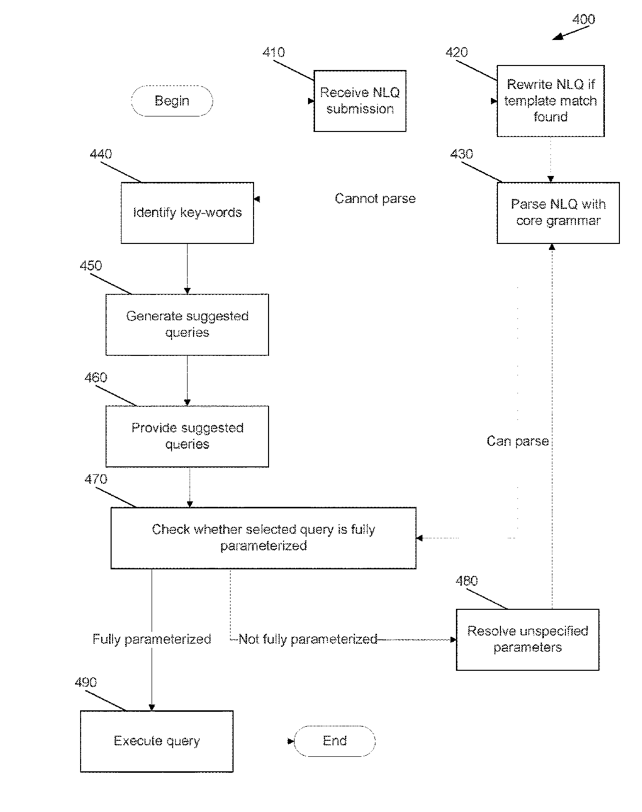 400
410
420
Begin
Receive NLQ
submission
Rewrite NLQ if
template match
found
440
430
Identify key-words
Cannot parse
Parse NLQ with
core grammar
450
Generate suggested
queries
460
Provide suggested
queries
Can parse
470
Check whether selected query is fully
parameterized
480
Fully parameterized
Not fully parameterized
Resolve unspecified
parameters
490
Execute query
End